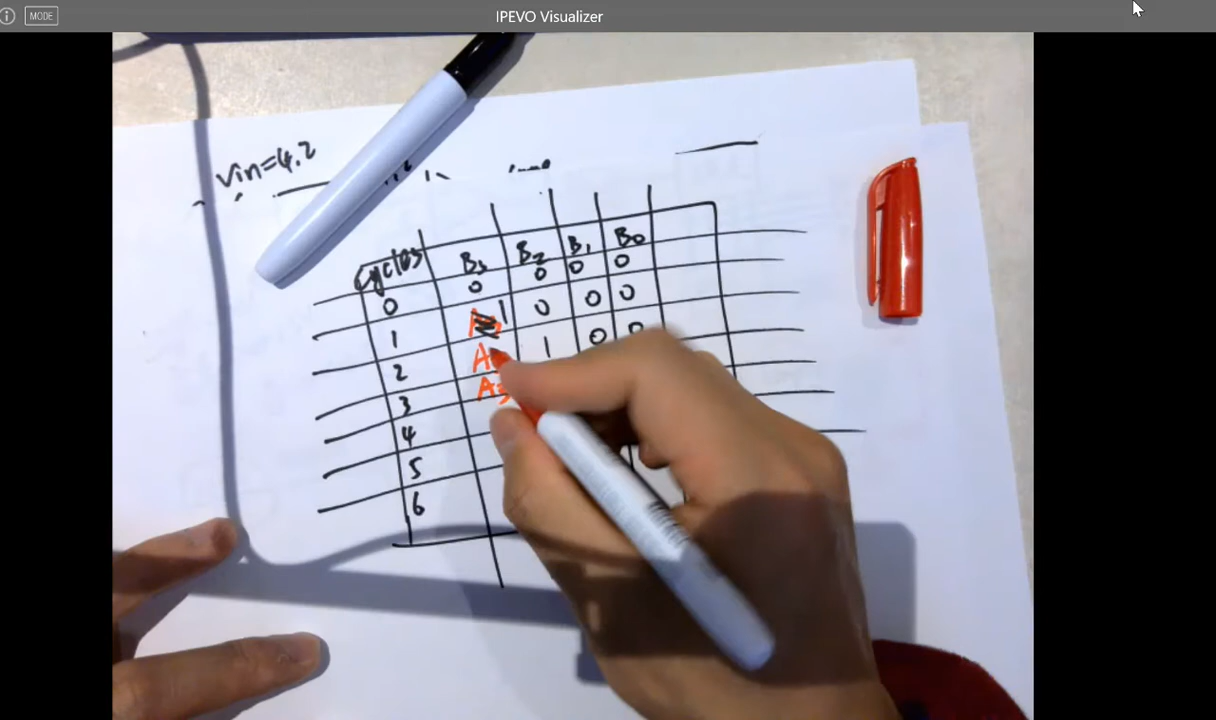 MODE
IPEVO Visualizer
Vin=4.2
Cycles B3 B2 B1 B0
0 0 0 0 0
1 1 0 0 0
2 A3 1 0 0
3 A3
4
5
6